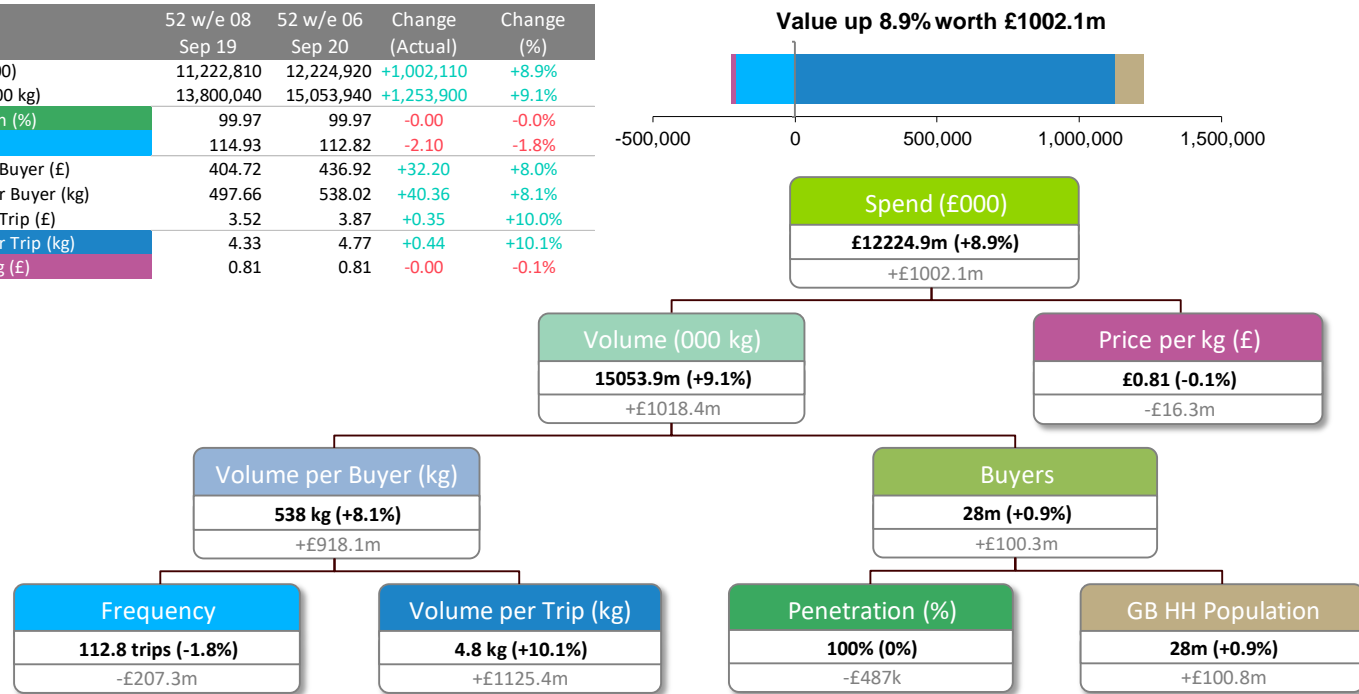 52 w/e 08 52 w/e 06 Change Change
Sep 19 Sep 20 (Actual) (%)
00) 11,222,810 12,224,920 +1,002,110 +8.9%
00 kg) 13,800,040 15,053,940 +1,253,900 +9.1%
n (%) 99.97 99.97 -0.00 -0.0%
114.93 112.82 -2.10 -1.8%
Buyer (£) 404.72 436.92 +32.20 +8.0%
r Buyer (kg) 497.66 538.02 +40.36 +8.1%
Trip (£) 3.52 3.87 +0.35 +10.0%
r Trip (kg) 4.33 4.77 +0.44 +10.1%
g (£) 0.81 0.81 -0.00 -0.1%
Value up 8.9% worth £1002.1m
-500,000 0 500,000 1,000,000 1,500,000
Spend (£000)
£12224.9m (+8.9%)
+£1002.1m
Volume (000 kg)
15053.9m (+9.1%)
+£1018.4m
Price per kg (£)
£0.81 (-0.1%)
-£16.3m
Volume per Buyer (kg)
538 kg (+8.1%)
+£918.1m
Buyers
28m (+0.9%)
+£100.3m
Frequency
112.8 trips (-1.8%)
-£207.3m
Volume per Trip (kg)
4.8 kg (+10.1%)
+£1125.4m
Penetration (%)
100% (0%)
-£487k
GB HH Population
28m (+0.9%)
+£100.8m